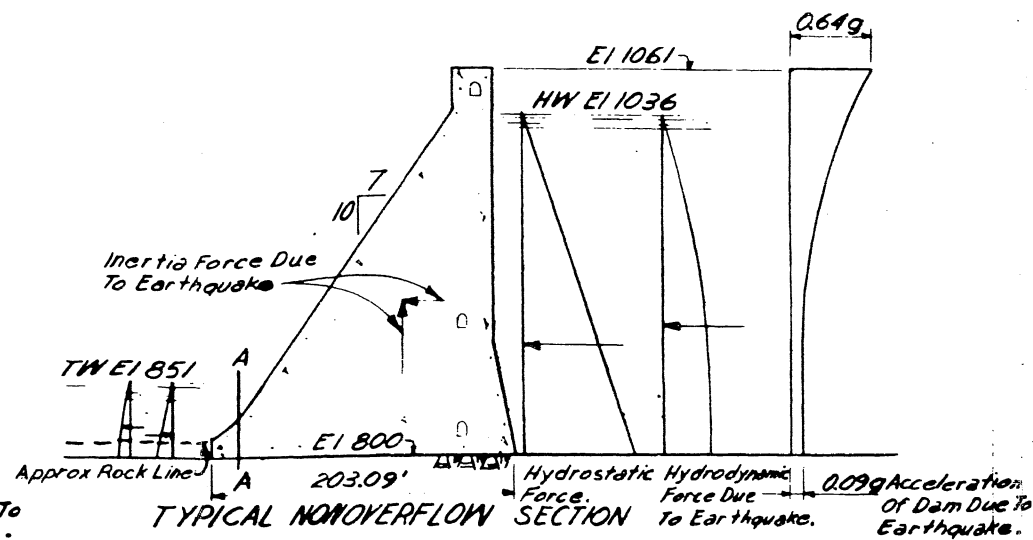 0.64g
El 1061
HW El 1036
7
10
Inertia Force Due
To Earthquake
TW El 851
A
El 800
Approx Rock Line
A
203.09'
Hydrostatic
Force.
Hydrodynamic
Force Due
To Earthquake.
0.09g
Acceleration
Of Dam Due To
Earthquake.
To
.
TYPICAL NONOVERFLOW SECTION